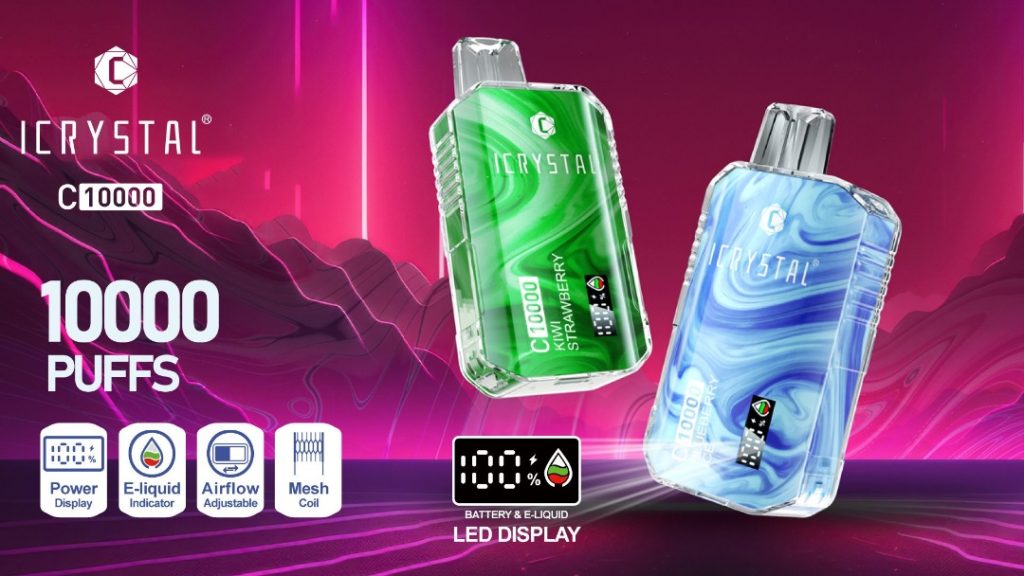 ICRYSTAL®
C10000
10000
PUFFS
100%
Power
Display
E-liquid
Indicator
Airflow
Adjustable
Mesh
Coil
C
ICRYSTAL
C10000
KIWI
STRAWBERRY
100%
BATTERY & E-LIQUID
LED DISPLAY
C
ICRYSTAL®
C10000